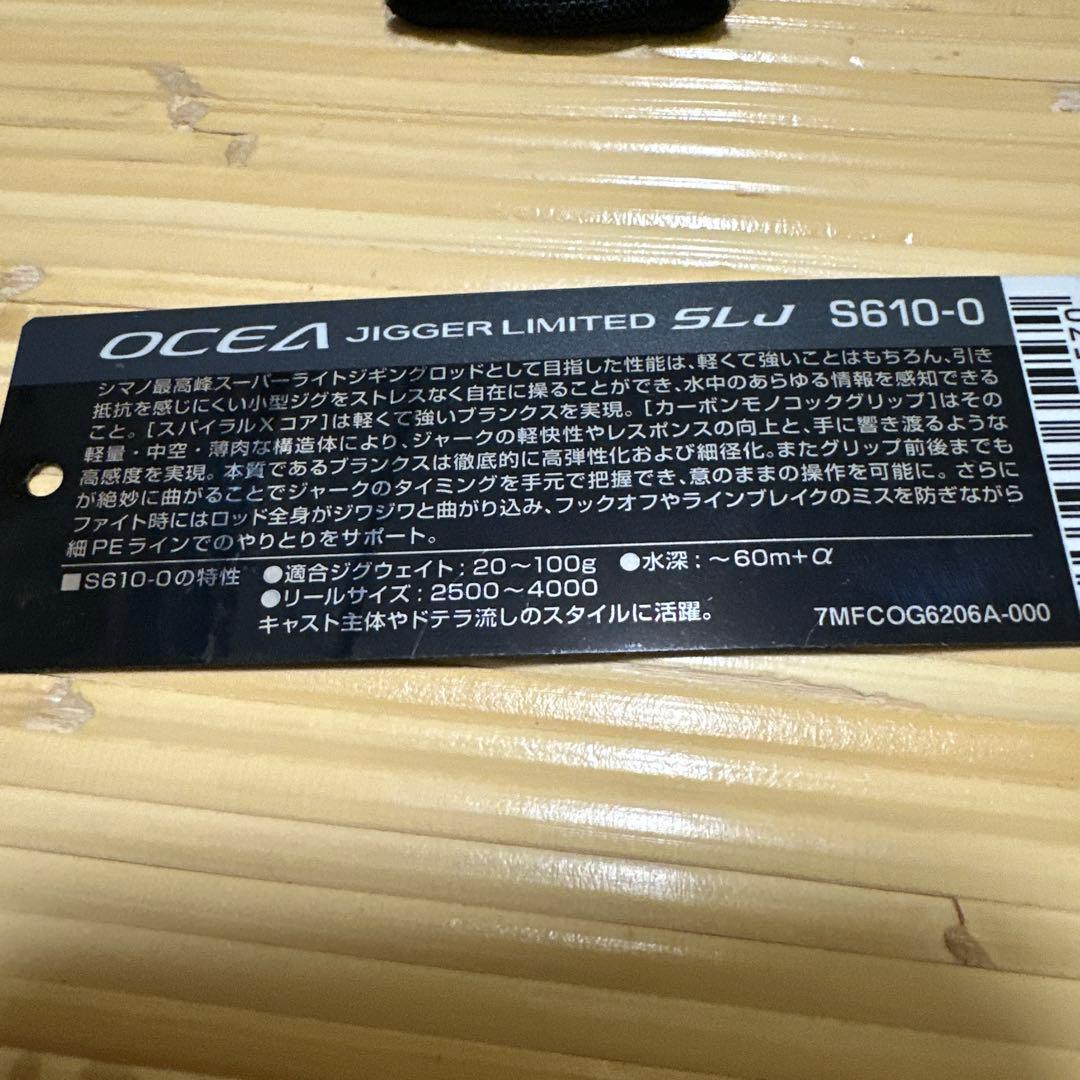 OCEA JIGGER LIMITED SLJ S610-0
シマノ最高峰スーパーライトジギングロッドとして目指した性能は、軽くて強いことはもちろん、引き
抵抗を感じにくい小型ジグをストレスなく自在に操ることができ、水中のあらゆる情報を感知できる
こと。[スパイラルXコア]は軽くて強いブランクスを実現。[カーボンモノコックグリップ]はその
軽量・中空・薄肉な構造体により、ジャークの軽快性やレスポンスの向上と、手に響き渡るような
高感度を実現。本質であるブランクスは徹底的に高弾性化および細径化。またグリップ前後までも
が絶妙に曲がることでジャークのタイミングを手元で把握でき、意のままの操作を可能に。さらに
ファイト時にはロッド全身がジワジワと曲がり込み、フックオフやラインブレイクのミスを防ぎながら
細PEラインでのやりとりをサポート。
■S610-0の特性 ●適合ジグウェイト:20～100g ●水深:～60m+α
●リールサイズ:2500～4000
キャスト主体やドテラ流しのスタイルに活躍。 7MFCOG6206A-000